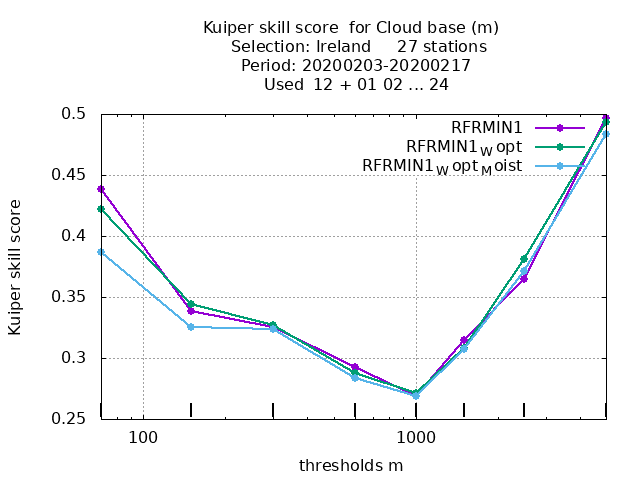 Kuiper skill score  for Cloud base (m)
Selection: Ireland     27 stations
Period: 20200203-20200217
Used  12 + 01 02 ... 24
RFRMIN1
RFRMIN1W opt
RFRMIN1W optM oist
0.5
0.45
0.4
0.35
0.3
0.25
Kuiper skill score
100
1000
thresholds m